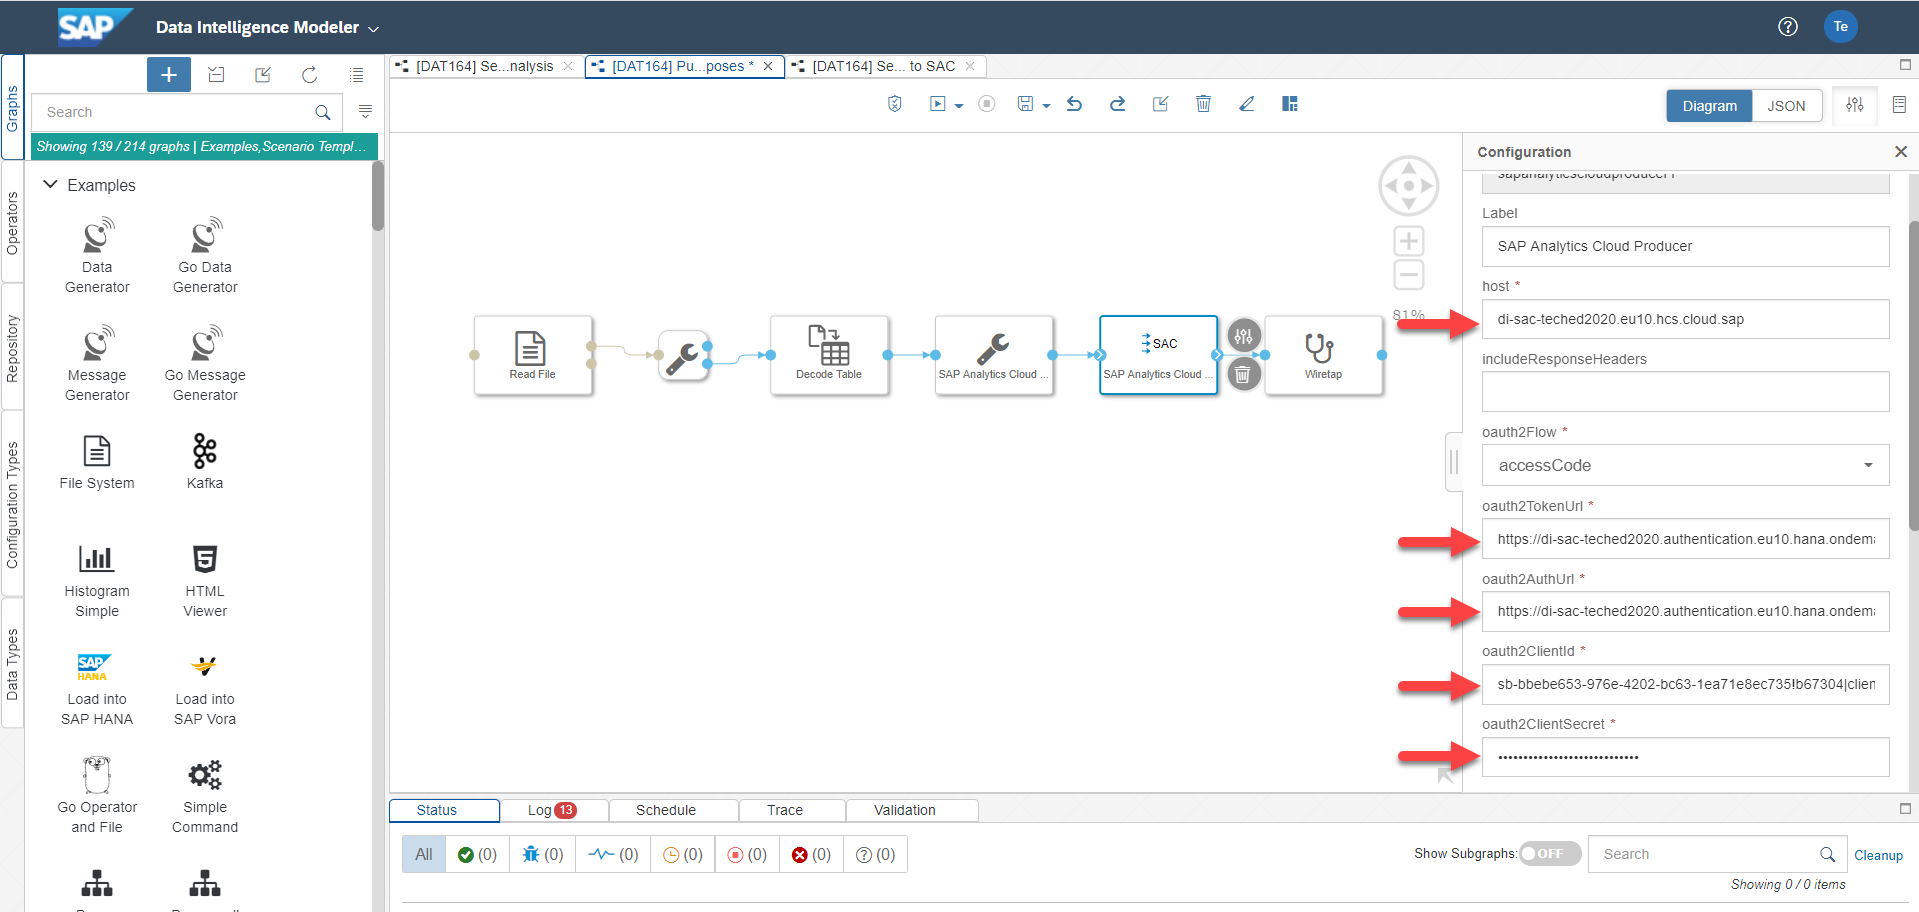 SAP
Data Intelligence Modeler
Te
Graphs
Operators
Repository
Configuration Types
Data Types
Search
Showing 139 / 214 graphs | Examples,Scenario Templ...
Examples
Data
Generator
Go Data
Generator
Message
Generator
Go Message
Generator
File System
Kafka
Histogram
Simple
HTML
Viewer
SAP
HANA
Load into
SAP HANA
Load into
SAP Vora
Go Operator
and File
Simple
Command
[DAT164] Se...nalysis
[DAT164] Pu...poses *
[DAT164] Se... to SAC
Diagram
JSON
81%
Read File
Decode Table
SAP Analytics Cloud ...
SAC
SAP Analytics Cloud ...
Wiretap
Configuration
sapanalyticscloudproducer1
Label
SAP Analytics Cloud Producer
host *
di-sac-teched2020.eu10.hcs.cloud.sap
includeResponseHeaders
oauth2Flow *
accessCode
oauth2TokenUrl *
https://di-sac-teched2020.authentication.eu10.hana.ondema
oauth2AuthUrl *
https://di-sac-teched2020.authentication.eu10.hana.ondema
oauth2ClientId *
sb-bbebe653-976e-4202-bc63-1ea71e8ec735!b67304|clien
oauth2ClientSecret *
Status
Log 13
Schedule
Trace
Validation
All
(0)
(0)
(0)
(0)
(0)
(0)
(0)
Show Subgraphs:
OFF
Search
Cleanup
Showing 0 / 0 items